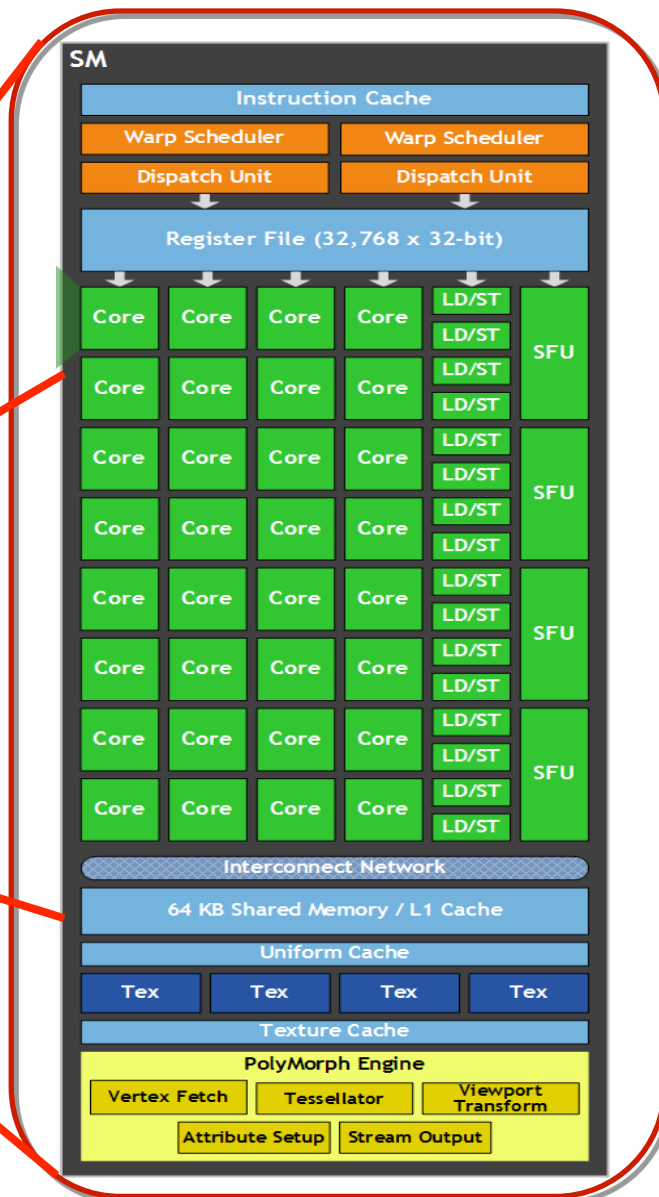 SM
Instruction Cache
Warp Scheduler Warp Scheduler
Dispatch Unit Dispatch Unit
Register File (32,768 x 32-bit)
LD/ST
Core Core Core Core
LD/ST
SFU
LD/ST
Core Core Core Core
LD/ST
LD/ST
Core Core Core Core
LD/ST
SFU
LD/ST
Core Core Core Core
LD/ST
LD/ST
Core Core Core Core
LD/ST
SFU
LD/ST
Core Core Core Core
LD/ST
LD/ST
Core Core Core Core
LD/ST
SFU
LD/ST
Core Core Core Core
LD/ST
Interconnect Network
64 KB Shared Memory / L1 Cache
Uniform Cache
Tex Tex Tex Tex
Texture Cache
PolyMorph Engine
Vertex Fetch Tessellator Viewport
Transform
Attribute Setup Stream Output